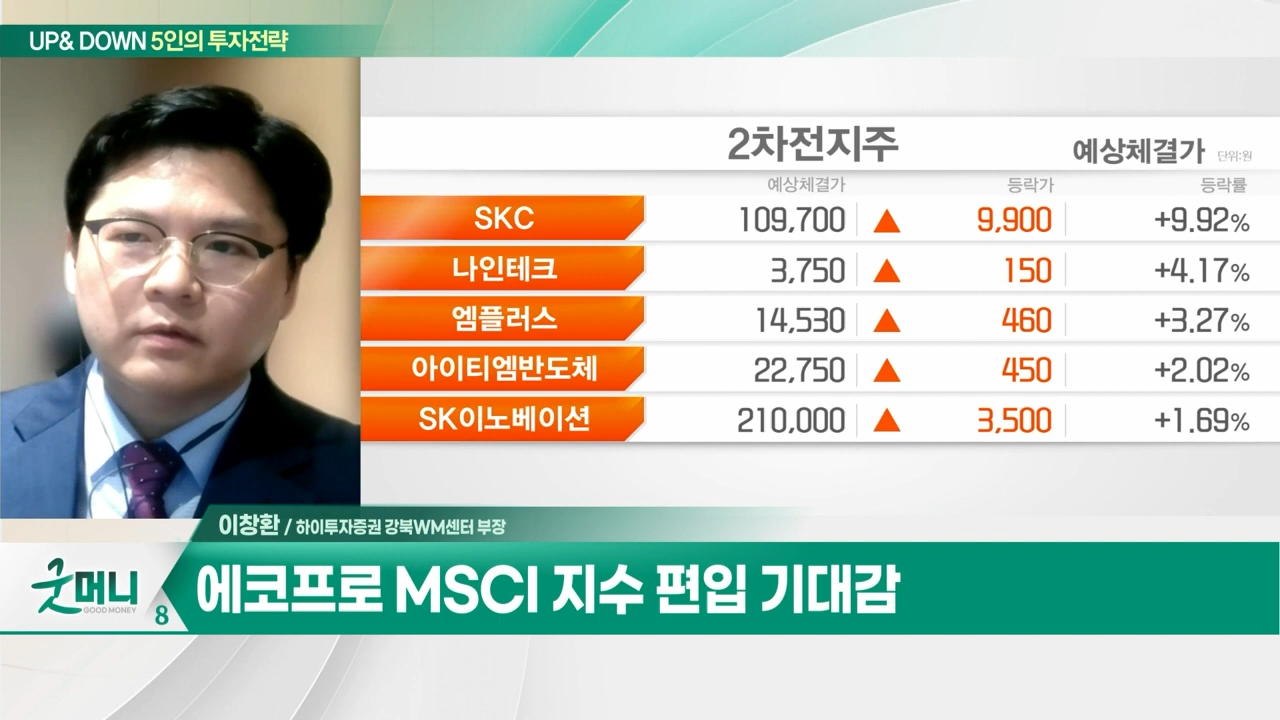 UP& DOWN 5인의 투자전략
2차전지주
예상체결가 단위:원
예상체결가 등락가 등락률
SKC 109,700 ▲ 9,900 +9.92%
나인테크 3,750 ▲ 150 +4.17%
엠플러스 14,530 ▲ 460 +3.27%
아이티엠반도체 22,750 ▲ 450 +2.02%
SK이노베이션 210,000 ▲ 3,500 +1.69%
이창환 / 하이투자증권 강북WM센터 부장
굿머니
GOOD MONEY
8
에코프로 MSCI 지수 편입 기대감